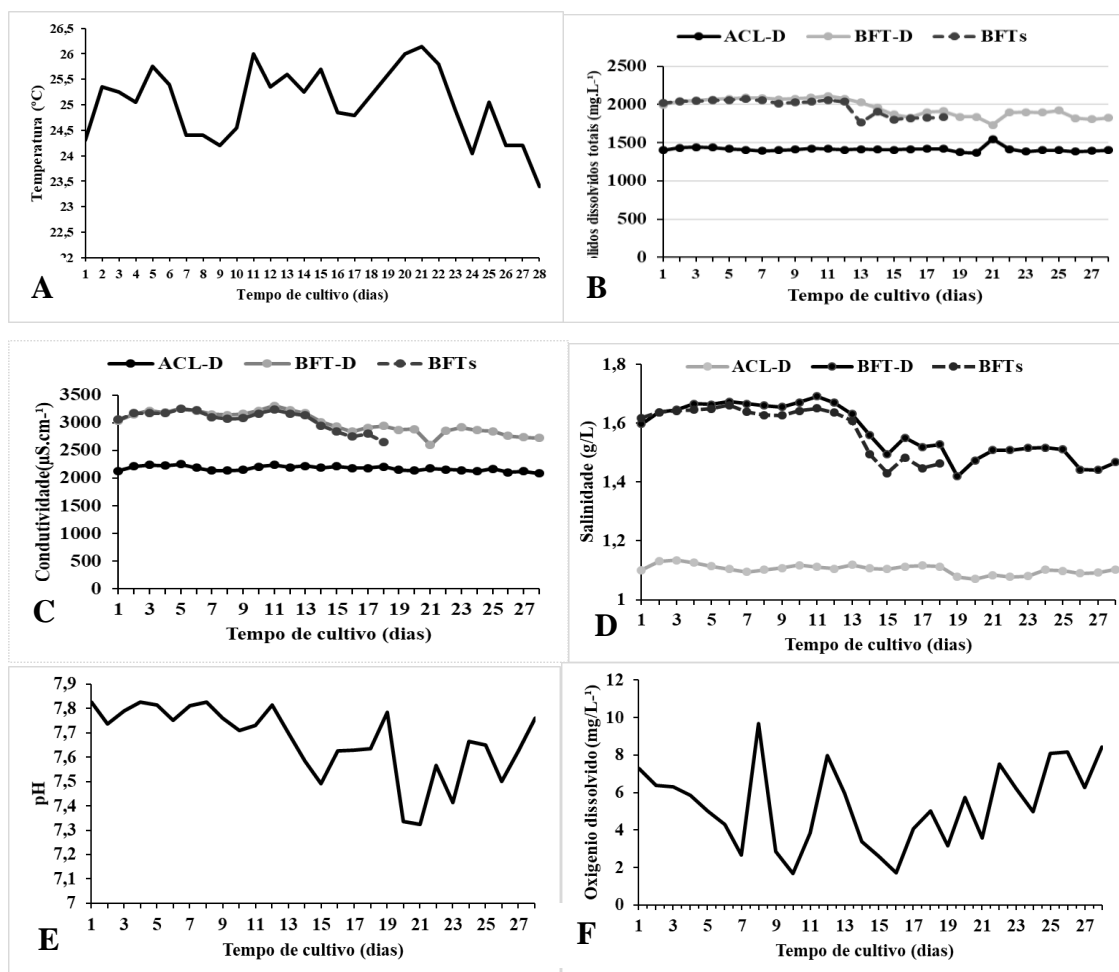 26,5
26
25,5
25
24,5
24
23,5
23
Temperatura (ºC)
1 2 3 4 5 6 7 8 9 10 11 12 13 14 15 16 17 18 19 20 21 22 23 24 25 26 27 28
Tempo de cultivo (dias)
A
ACL-D BFT-D BFTs
2500
2000
1500
1000
500
0
lidos dissolvidos totais (mg.L-¹)
1 3 5 7 9 11 13 15 17 19 21 23 25 27
Tempo de cultivo (dias)
B
ACL-D BFT-D BFTs
3500
3000
2500
2000
1500
1000
500
0
Condutividade(µS.cm-¹)
1 3 5 7 9 11 13 15 17 19 21 23 25 27
Tempo de cultivo (dias)
C
ACL-D BFT-D BFTs
1,8
1,6
1,4
1,2
1
Salinidade (g/L)
1 3 5 7 9 11 13 15 17 19 21 23 25 27
Tempo de cultivo (dias)
D
7,9
7,8
7,7
7,6
7,5
7,4
7,3
7,2
7,1
7
pH
1 3 5 7 9 11 13 15 17 19 21 23 25 27
Tempo de cultivo (dias)
E
12
10
8
6
4
2
0
Oxigenio dissolvido (mg/L-¹)
1 3 5 7 9 11 13 15 17 19 21 23 25 27
Tempo de cultivo (dias)
F